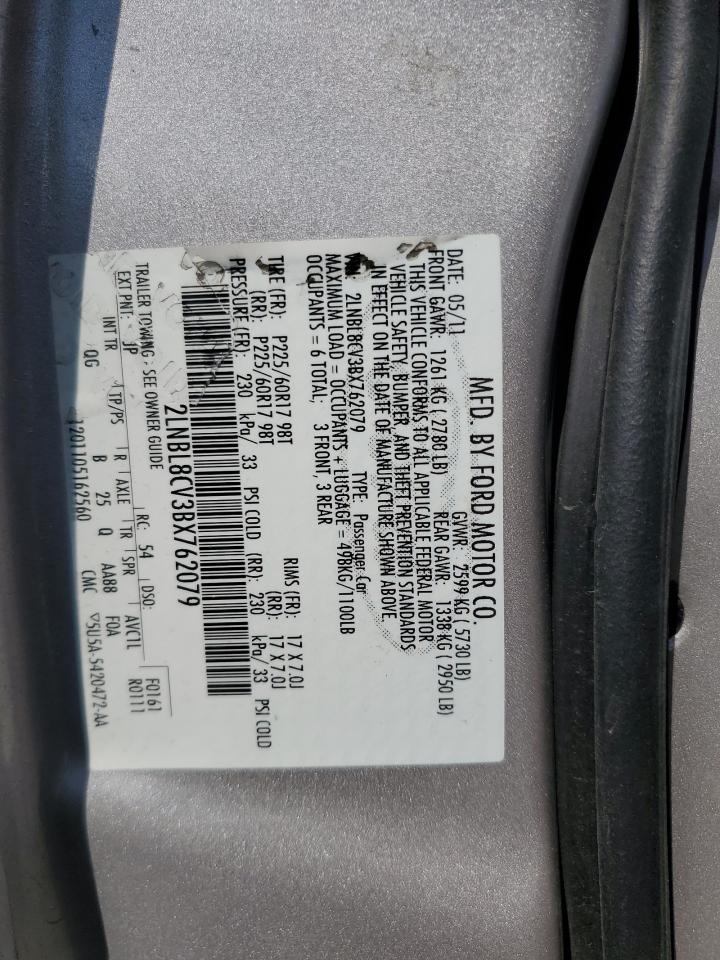 MFD. BY FORD MOTOR CO.
DATE: 05/11 GVWR: 2599 KG ( 5730 LB)
FRONT GAWR: 1261 KG ( 2780 LB) REAR GAWR: 1338 KG ( 2950 LB)
THIS VEHICLE CONFORMS TO ALL APPLICABLE FEDERAL MOTOR
VEHICLE SAFETY, BUMPER, AND THEFT PREVENTION STANDARDS
IN EFFECT ON THE DATE OF MANUFACTURE SHOWN ABOVE.
VIN: 2LNBL8CV3BX762079 TYPE: Passenger Car
MAXIMUM LOAD = OCCUPANTS + LUGGAGE = 498KG/1100LB
OCCUPANTS = 6 TOTAL; 3 FRONT, 3 REAR
TIRE (FR): P225/60R17 98T RIMS (FR): 17 X 7.0J
(RR): P225/60R17 98T (RR): 17 X 7.0J
PRESSURE (FR): 230 kPa/ 33 PSI COLD (RR): 230 kPa/ 33 PSI COLD
2LNBL8CV3BX762079
TRAILER TOWING - SEE OWNER GUIDE F0161
EXT PNT: JP RC: 54 DSO: R0111
INT TR TP/PS R AXLE TR SPR AVCTL
QG B 25 Q AA88 F0A
1201105162560 CMC 5U5A-5420472-AA